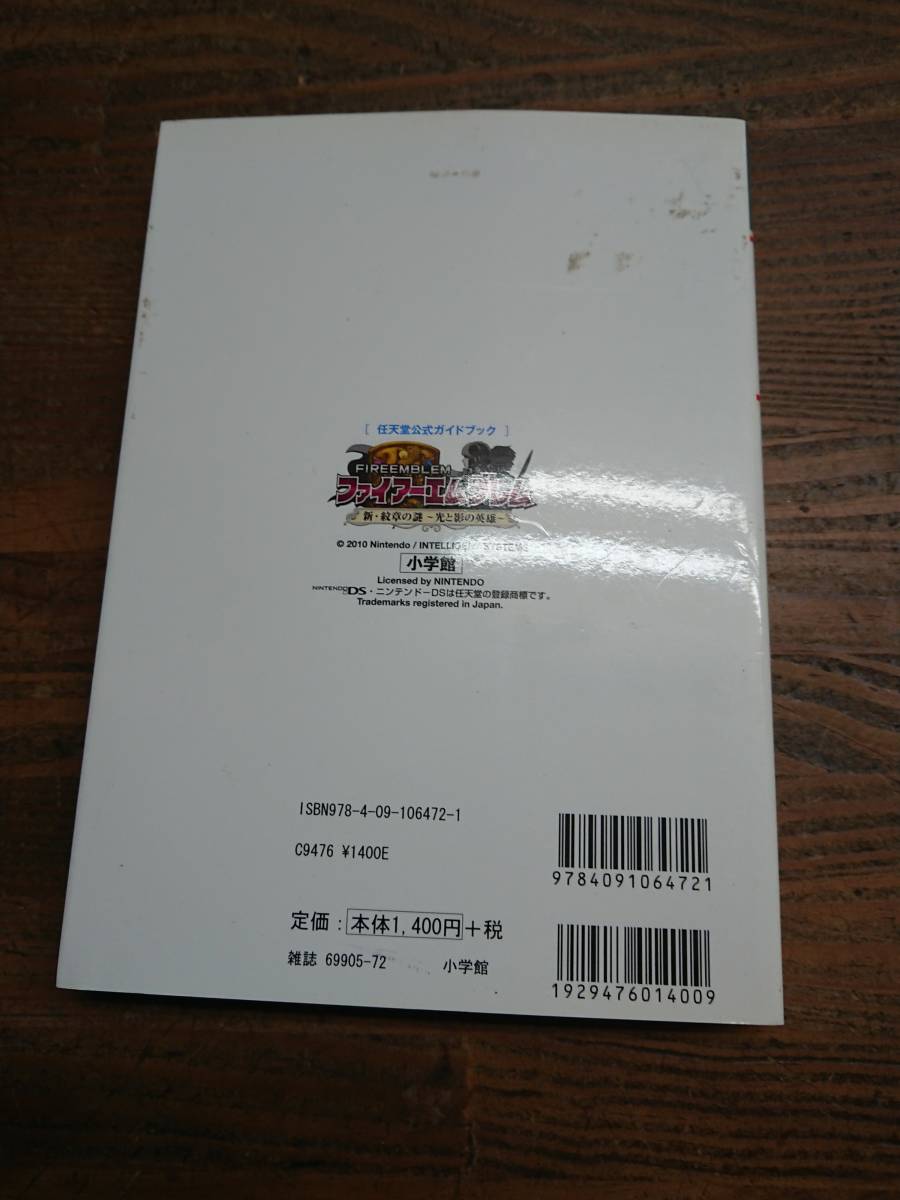 [ 任天堂公式ガイドブック ]
FIREEMBLEM
ファイアーエムブレム
新・紋章の謎 ~光と影の英雄~
© 2010 Nintendo / INTELLIGENT SYSTEMS
小学館
Licensed by NINTENDO
NINTENDO DS・ニンテンドーDSは任天堂の登録商標です。
Trademarks registered in Japan.
ISBN978-4-09-106472-1
C9476 ¥1400E
9784091064721
定価:本体1,400円+税
雑誌 69905-72 小学館
1929476014009